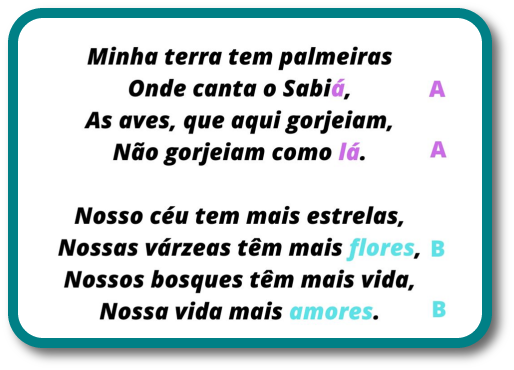 Minha terra tem palmeiras
Onde canta o Sabiá, A
As aves, que aqui gorjeiam,
Não gorjeiam como lá. A
Nosso céu tem mais estrelas,
Nossas várzeas têm mais flores, B
Nossos bosques têm mais vida,
Nossa vida mais amores. B